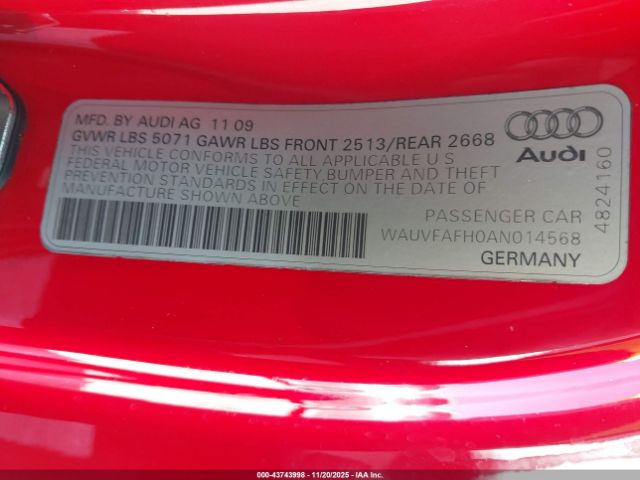 MFD. BY AUDI AG 11 09
GVWR LBS 5071 GAWR LBS FRONT 2513/REAR 2668
THIS VEHICLE CONFORMS TO ALL APPLICABLE U S
FEDERAL MOTOR VEHICLE SAFETY,BUMPER AND THEFT
PREVENTION STANDARDS IN EFFECT ON THE DATE OF
MANUFACTURE SHOWN ABOVE
Audi
4824160
PASSENGER CAR
WAUVFAFH0AN014568
GERMANY
000-43743998 - 11/20/2025 - IAA Inc.